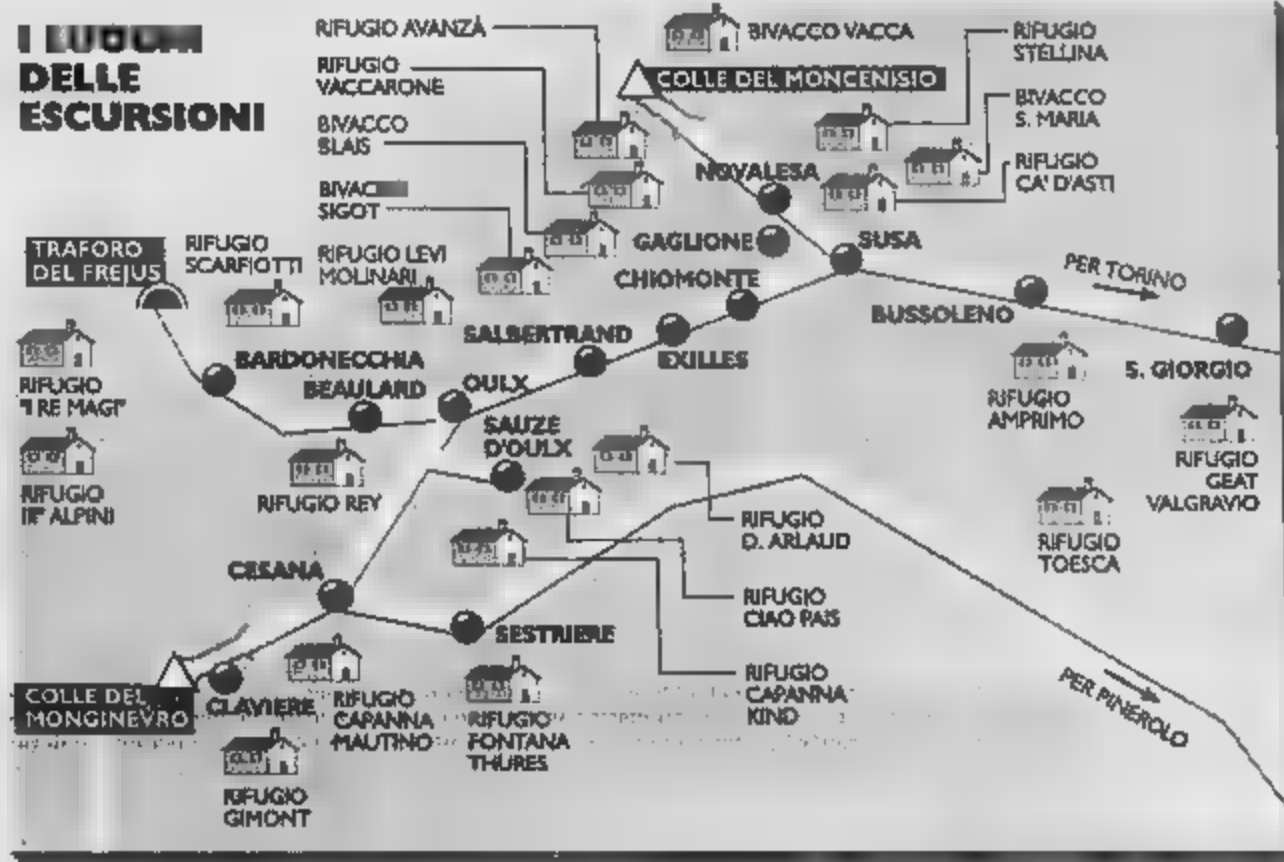 I LUOGHI
DELLE
ESCURSIONI
RIFUGIO AVANZÀ
RIFUGIO
VACCARONE
BIVACCO
BLAIS
BIVACCO
SIGOT
BIVACCO VACCA
COLLE DEL MONCENISIO
RIFUGIO
STELLINA
BIVACCO
S. MARIA
RIFUGIO
CA' D'ASTI
NOVALESA
GAGLIONE
SUSA
CHIOMONTE
TRAFORO
DEL FREJUS
RIFUGIO
SCARFIOTTI
RIFUGIO LEVI
MOLINARI
PER TORINO
BUSSOLENO
SALBERTRAND
EXILLES
S. GIORGIO
BARDONECCHIA
BEAULARD
OULX
RIFUGIO
"TRE MAGI"
RIFUGIO
AMPRIMO
SAUZE
D'OULX
RIFUGIO
GEAT
VALGRAVIO
RIFUGIO
III° ALPINI
RIFUGIO REY
RIFUGIO
D. ARLAUD
RIFUGIO
TOESCA
CESANA
RIFUGIO
CIAO PAIS
SESTRIERE
RIFUGIO
CAPANNA
KIND
PER PINEROLO
COLLE DEL
MONGINEVRO
CLAVIERE
RIFUGIO
CAPANNA
MAUTINO
RIFUGIO
FONTANA
THURES
RIFUGIO
GIMONT